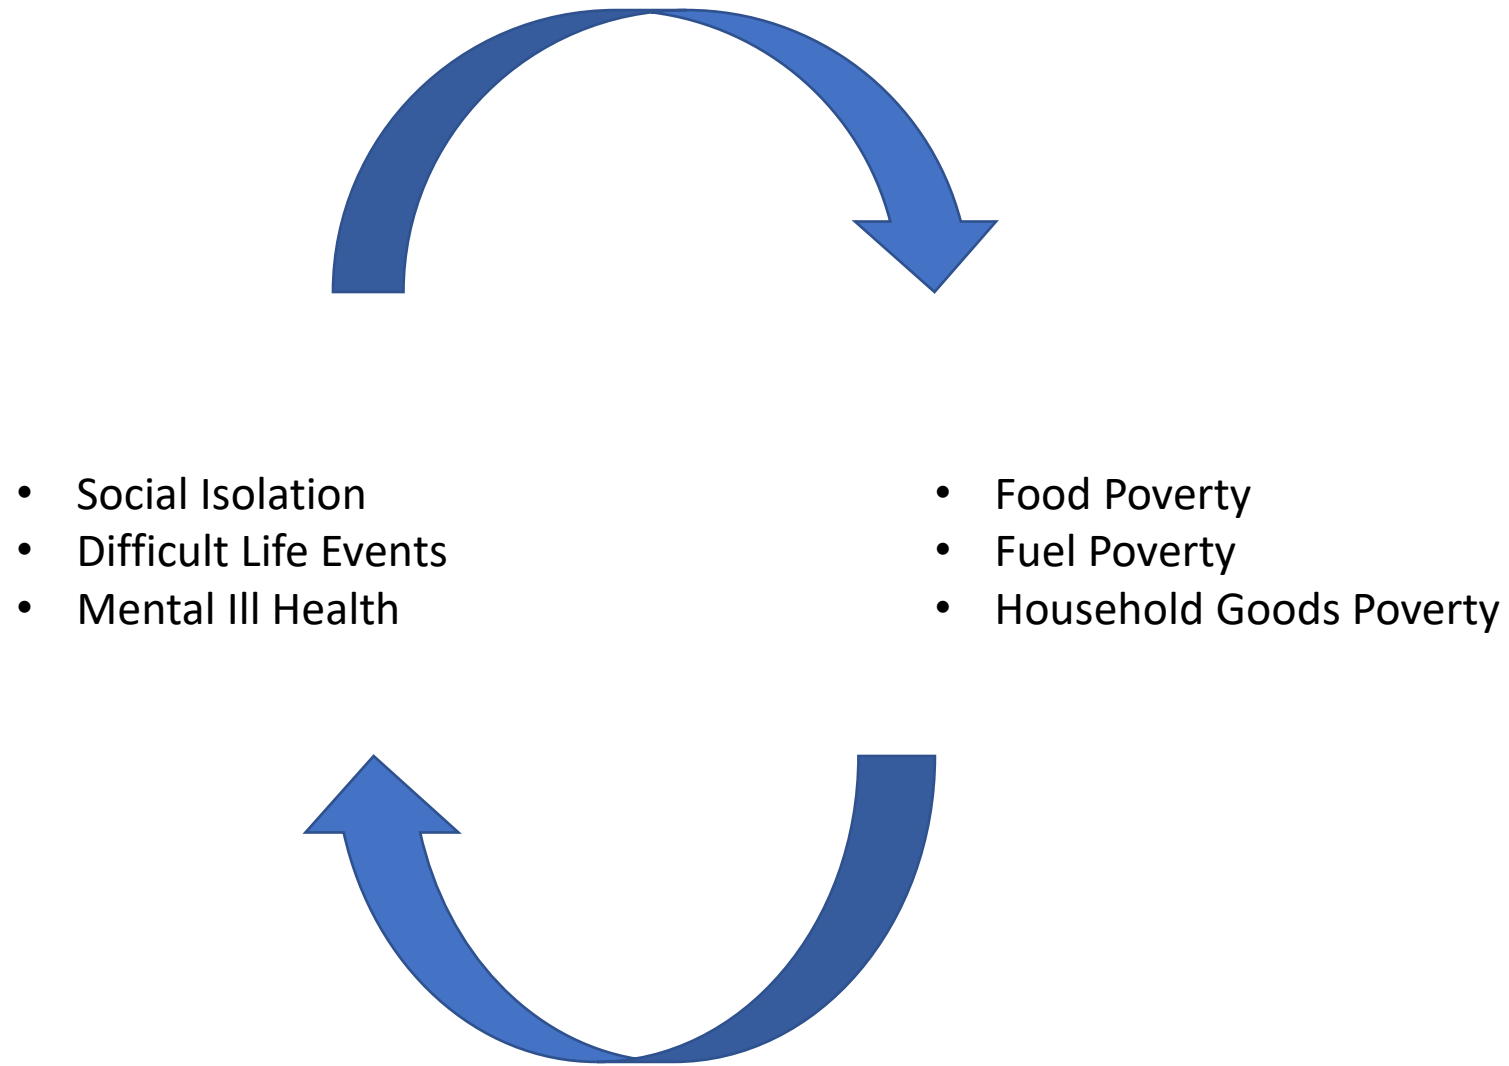 • Social Isolation
• Difficult Life Events
• Mental Ill Health
• Food Poverty
• Fuel Poverty
• Household Goods Poverty